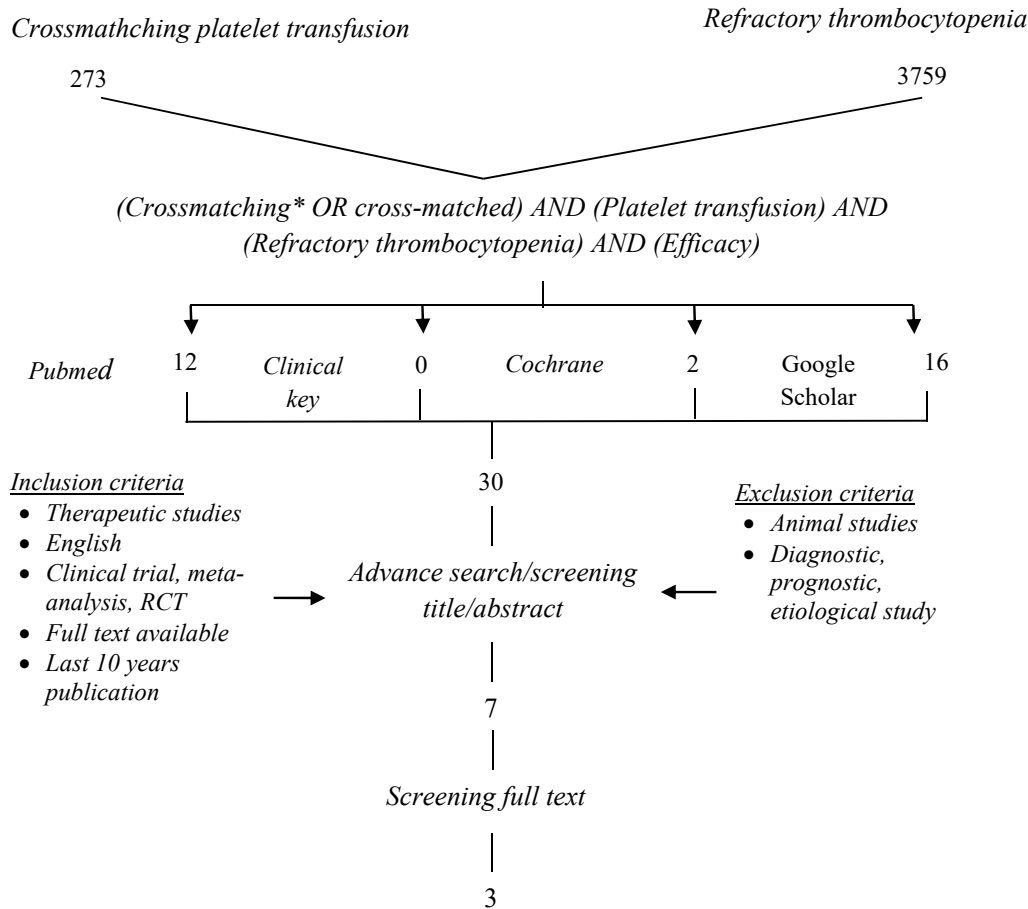 Crossmathching platelet transfusion
Refractory thrombocytopenia
273
3759
(Crossmatching* OR cross-matched) AND (Platelet transfusion) AND
(Refractory thrombocytopenia) AND (Efficacy)
Pubmed
12
Clinical
key
0
Cochrane
2
Google
Scholar
16
30
Inclusion criteria
• Therapeutic studies
• English
• Clinical trial, meta-
analysis, RCT
• Full text available
• Last 10 years
publication
Advance search/screening
title/abstract
Exclusion criteria
• Animal studies
• Diagnostic,
prognostic,
etiological study
7
Screening full text
3